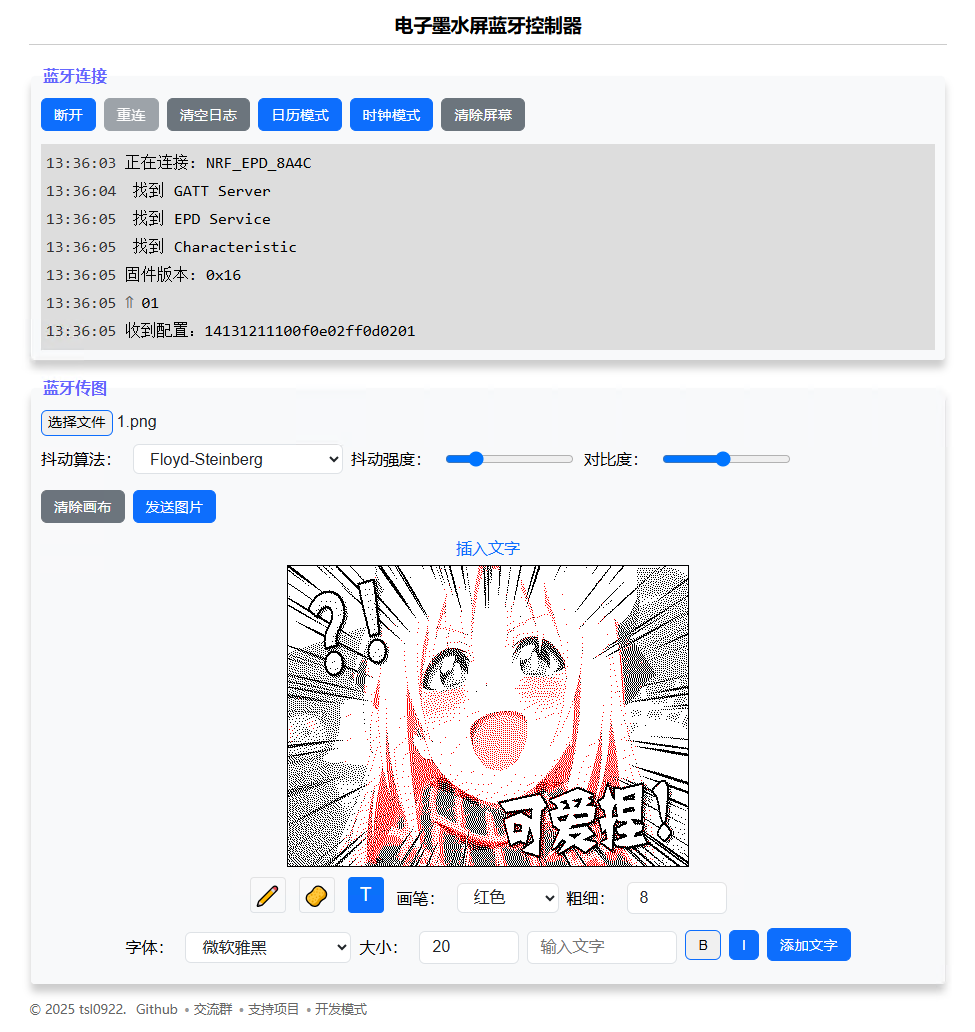 电子墨水屏蓝牙控制器
蓝牙连接
断开 重连 清空日志 日历模式 时钟模式 清除屏幕
13:36:03 正在连接: NRF_EPD_8A4C
13:36:04 找到 GATT Server
13:36:05 找到 EPD Service
13:36:05 找到 Characteristic
13:36:05 固件版本: 0x16
13:36:05 ⇑ 01
13:36:05 收到配置: 14131211100f0e02ff0d0201
蓝牙传图
选择文件 1.png
抖动算法: Floyd-Steinberg 抖动强度: 对比度:
清除画布 发送图片
插入文字
?!
可爱捏!
T 画笔: 红色 粗细: 8
字体: 微软雅黑 大小: 20 输入文字 B I 添加文字
© 2025 tsl0922. Github • 交流群 • 支持项目 • 开发模式